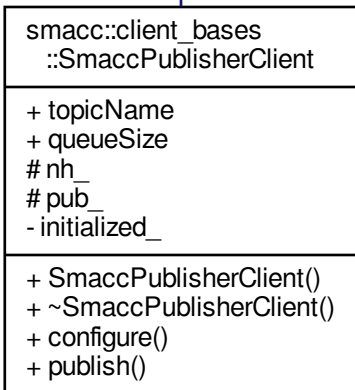 smacc::client_bases
::SmaccPublisherClient
+ topicName
+ queueSize
# nh_
# pub_
- initialized_
+ SmaccPublisherClient()
+ ~SmaccPublisherClient()
+ configure()
+ publish()